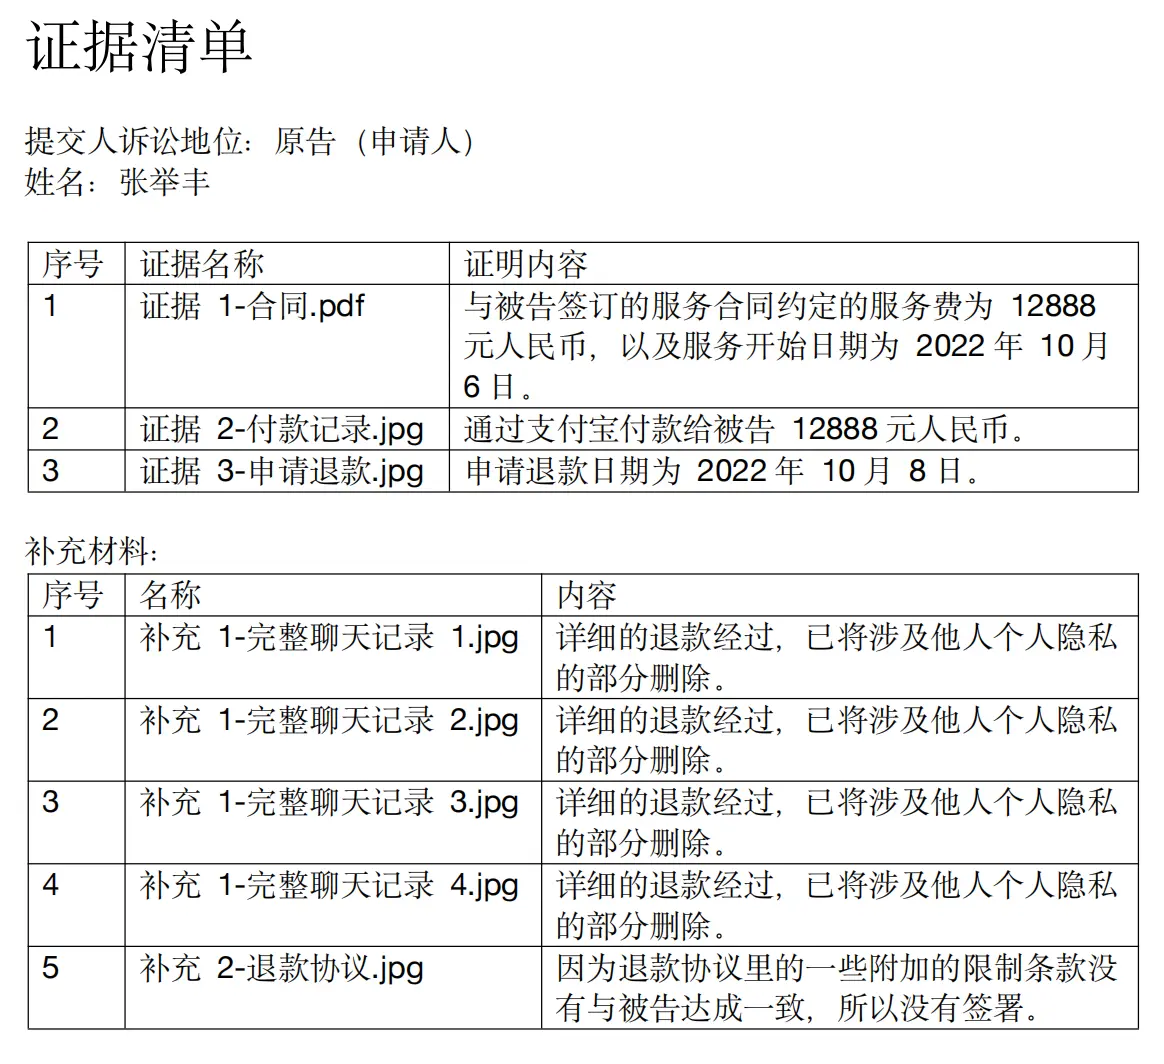 证据清单
提交人诉讼地位：原告（申请人）
姓名：张举丰
序号 证据名称 证明内容
1 证据 1-合同.pdf 与被告签订的服务合同约定的服务费为 12888
元人民币，以及服务开始日期为 2022 年 10 月
6 日。
2 证据 2-付款记录.jpg 通过支付宝付款给被告 12888 元人民币。
3 证据 3-申请退款.jpg 申请退款日期为 2022 年 10 月 8 日。
补充材料：
序号 名称 内容
1 补充 1-完整聊天记录 1.jpg 详细的退款经过，已将涉及他人个人隐私
的部分删除。
2 补充 1-完整聊天记录 2.jpg 详细的退款经过，已将涉及他人个人隐私
的部分删除。
3 补充 1-完整聊天记录 3.jpg 详细的退款经过，已将涉及他人个人隐私
的部分删除。
4 补充 1-完整聊天记录 4.jpg 详细的退款经过，已将涉及他人个人隐私
的部分删除。
5 补充 2-退款协议.jpg 因为退款协议里的一些附加的限制条款没
有与被告达成一致，所以没有签署。